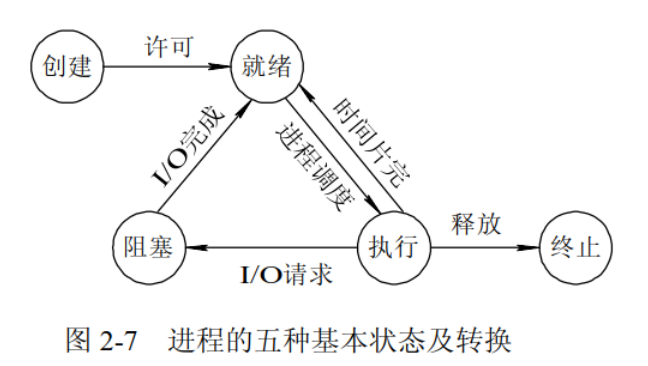 创建
许可
就绪
I/O完成
进程调度
时间片完
阻塞
I/O请求
执行
释放
终止
图 2-7 进程的五种基本状态及转换